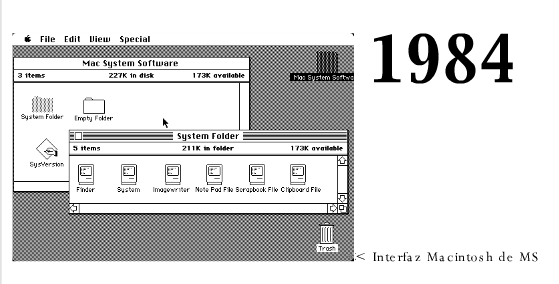 File Edit View Special
1984
Mac System Software
3 items 227K in disk 173K available
Mac System Softwa
System Folder Empty Folder
System Folder
5 items 211K in folder 173K available
SysVersion
Finder System Imagewriter Note Pad File Scrapbook File Clipboard File
Trash
< Interfaz Macintosh de MS